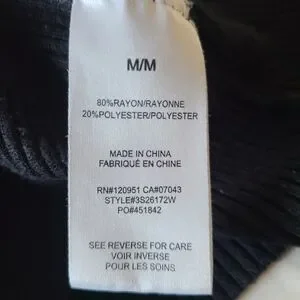 M/M
80%RAYON/RAYONNE
20%POLYESTER/POLYESTER
MADE IN CHINA
FABRIQUÉ EN CHINE
RN#120951 CA#07043
STYLE#3S26172W
PO#451842
SEE REVERSE FOR CARE
VOIR INVERSE
POUR LES SOINS